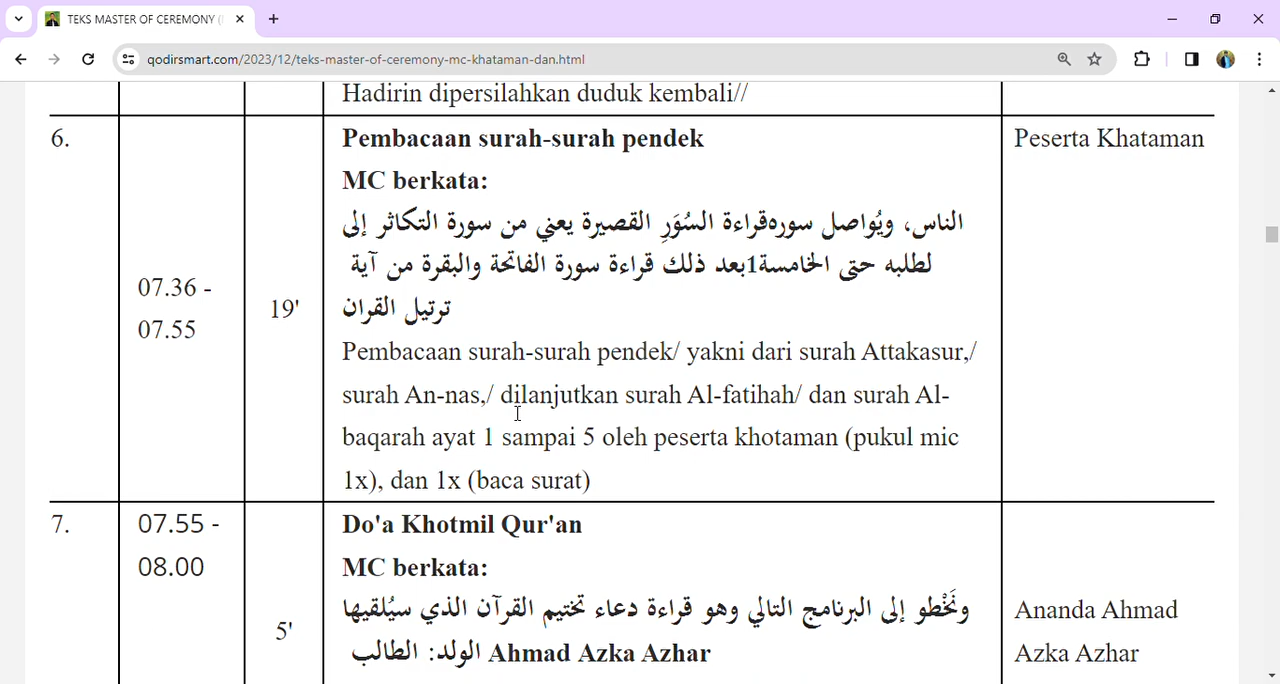 TEKS MASTER OF CEREMONY (
qodirsmart.com/2023/12/teks-master-of-ceremony-mc-khataman-dan.html
Hadirin dipersilahkan duduk kembali//
6.
07.36 -
07.55
19'
Pembacaan surah-surah pendek
MC berkata:
الناس، ويُواصل سورهقراءة السُوَرِ القصيرة يعني من سورة التكاثر إلى
لطلبه حتى الخامسة1بعد ذلك قراءة سورة الفاتحة والبقرة من آية
ترتيل القران
Pembacaan surah-surah pendek/ yakni dari surah Attakasur,/
surah An-nas,/ dilanjutkan surah Al-fatihah/ dan surah Al-
baqarah ayat 1 sampai 5 oleh peserta khotaman (pukul mic
1x), dan 1x (baca surat)
Peserta Khataman
7.
07.55 -
08.00
5'
Do'a Khotmil Qur'an
MC berkata:
ونَخْطو إلى البرنامج التالي وهو قراءة دعاء تختيم القرآن الذي سيُلقيها
الولد: الطالب Ahmad Azka Azhar
Ananda Ahmad
Azka Azhar